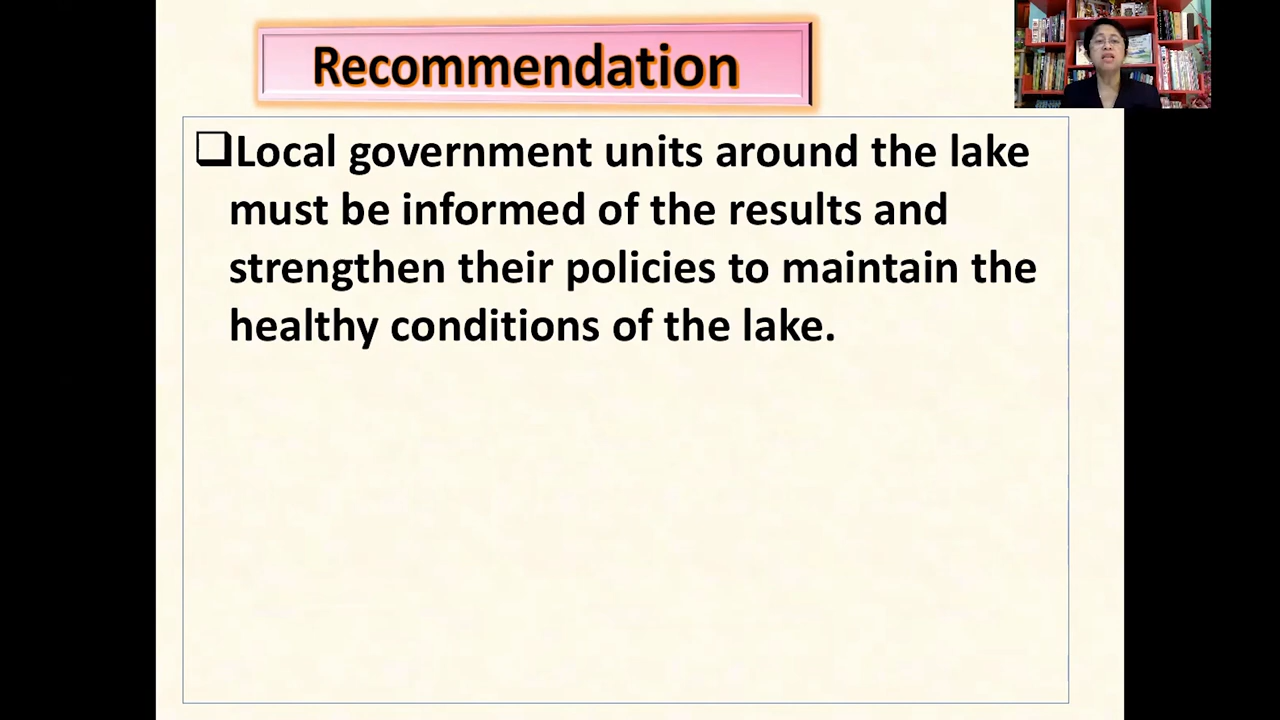 Recommendation
❑Local government units around the lake
must be informed of the results and
strengthen their policies to maintain the
healthy conditions of the lake.